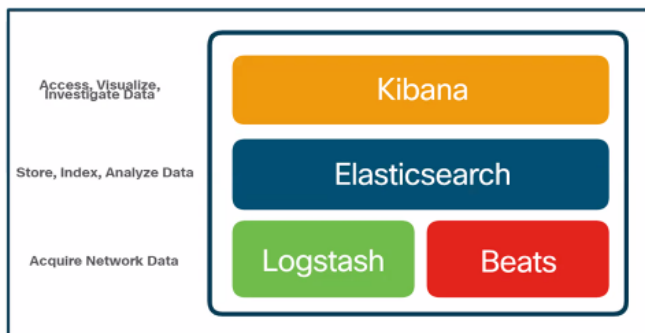 Access, Visualize,
Investigate Data
Kibana
Store, Index, Analyze Data
Elasticsearch
Acquire Network Data
Logstash
Beats